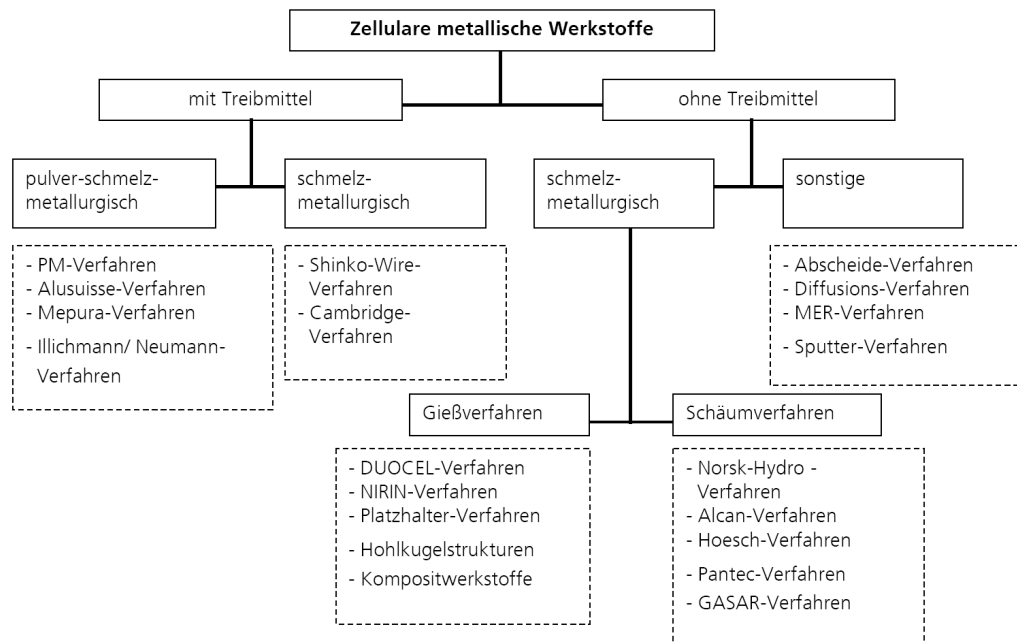 Zellulare metallische Werkstoffe
mit Treibmittel
ohne Treibmittel
pulver-schmelz-
metallurgisch
schmelz-
metallurgisch
schmelz-
metallurgisch
sonstige
- PM-Verfahren
- Alusuisse-Verfahren
- Mepura-Verfahren
- Illichmann/ Neumann-
Verfahren
- Shinko-Wire-
Verfahren
- Cambridge-
Verfahren
- Abscheide-Verfahren
- Diffusions-Verfahren
- MER-Verfahren
- Sputter-Verfahren
Gießverfahren
Schäumverfahren
- DUOCEL-Verfahren
- NIRIN-Verfahren
- Platzhalter-Verfahren
- Hohlkugelstrukturen
- Kompositwerkstoffe
- Norsk-Hydro -
Verfahren
- Alcan-Verfahren
- Hoesch-Verfahren
- Pantec-Verfahren
- GASAR-Verfahren